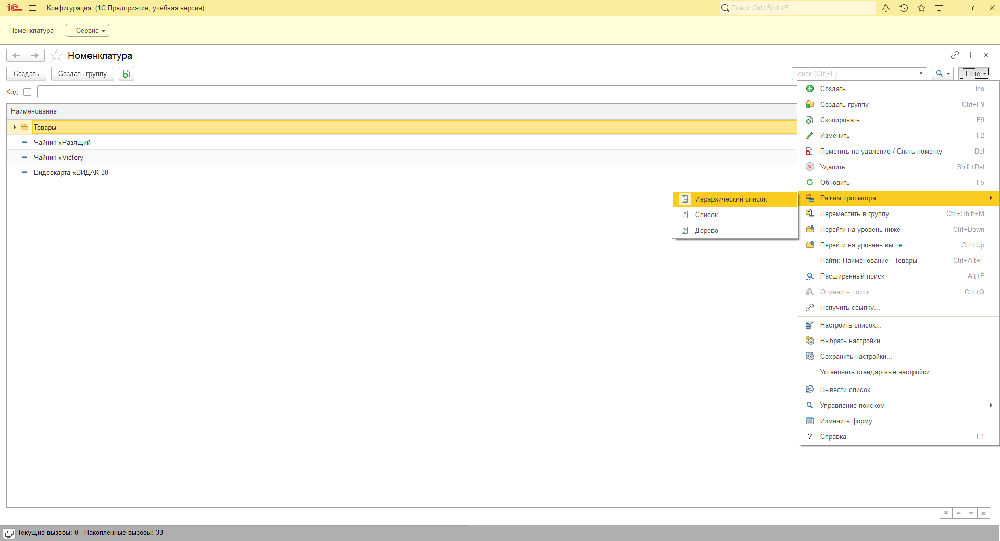 1С Конфигурация (1С:Предприятие, учебная версия)
Поиск Ctrl+Shift+F
Номенклатура
Сервис
Номенклатура
Создать
Создать группу
Поиск (Ctrl+F)
Еще
Код:
Наименование
Товары
Чайник «Разящий
Чайник «Victory
Видеокарта «ВИДАК 30
Создать Ins
Создать группу Ctrl+F9
Скопировать F9
Изменить F2
Пометить на удаление / Снять пометку Del
Удалить Shift+Del
Обновить F5
Режим просмотра
Иерархический список
Список
Дерево
Переместить в группу Ctrl+Shift+M
Перейти на уровень ниже Ctrl+Down
Перейти на уровень выше Ctrl+Up
Найти: Наименование - Товары Ctrl+Alt+F
Расширенный поиск Alt+F
Отменить поиск Ctrl+Q
Получить ссылку...
Настроить список...
Выбрать настройки...
Сохранить настройки...
Установить стандартные настройки
Вывести список...
Управление поиском
Изменить форму...
Справка F1
Текущие вызовы: 0 Накопленные вызовы: 33